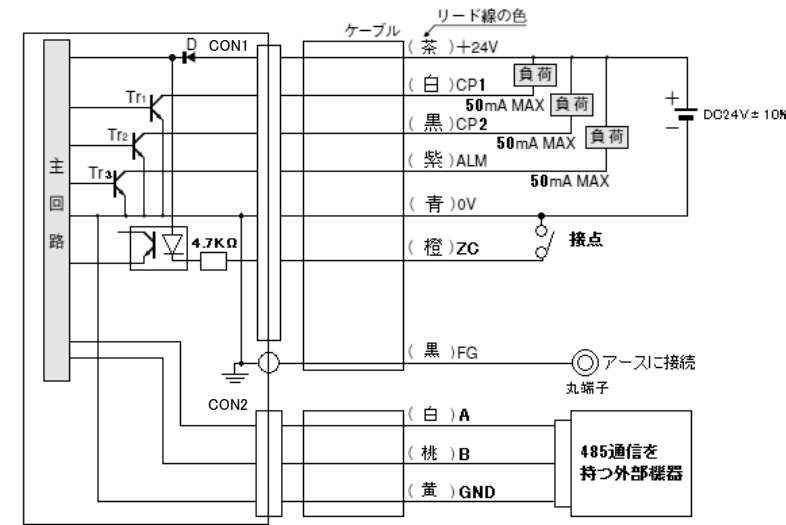 リード線の色
ケーブル
D CON1
( 茶 )+24V
( 白 )CP1
負荷
50mA MAX
Tr1
( 黒 )CP2
負荷
50mA MAX
Tr2
( 紫 )ALM
負荷
50mA MAX
Tr3
+
−
DC24V± 10%
主回路
( 青 )0V
4.7KΩ
( 橙 )ZC
接点
( 黒 )FG
アースに接続
丸端子
CON2
( 白 )A
( 桃 )B
( 黄 )GND
485通信を
持つ外部機器